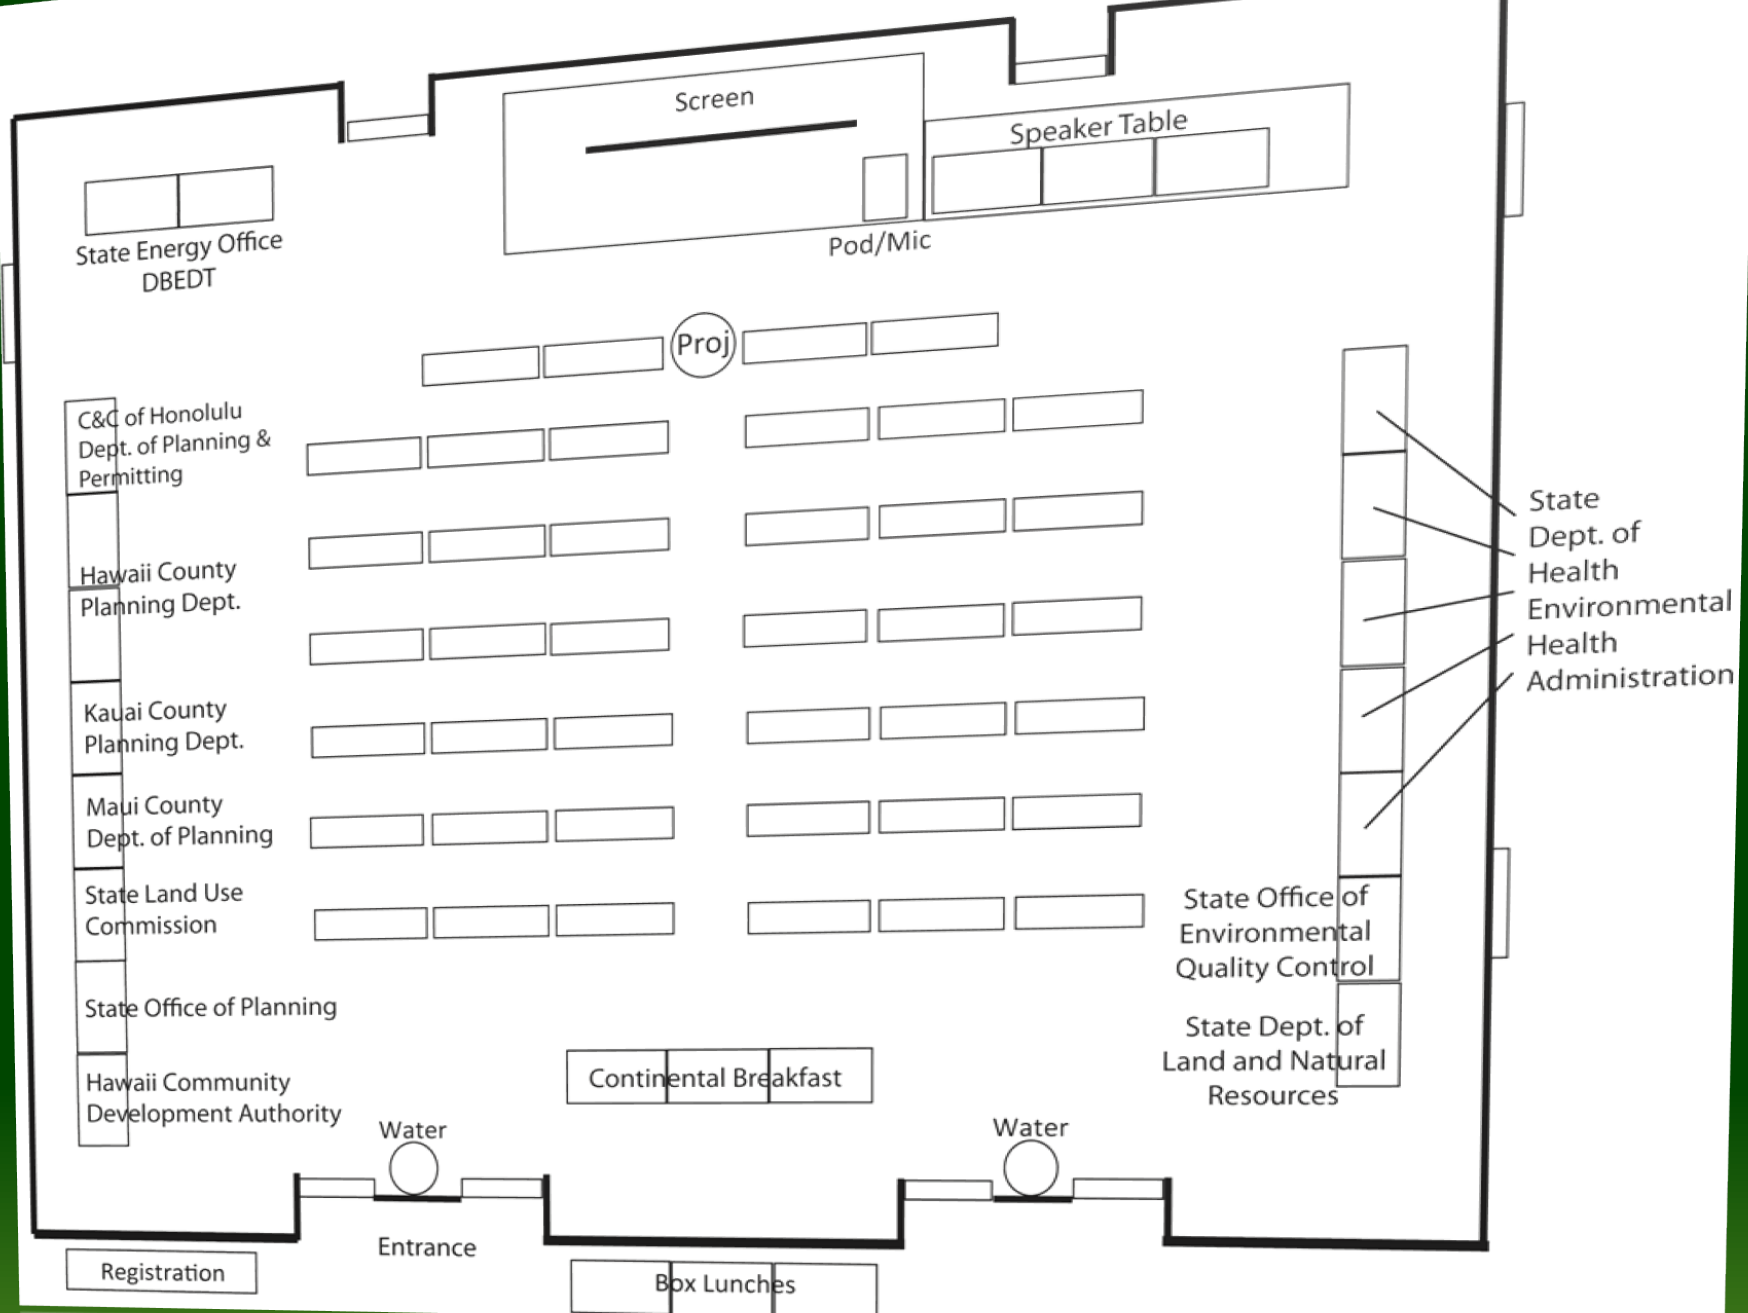 Screen
Speaker Table
Pod/Mic
State Energy Office
DBEDT
Proj
C&C of Honolulu
Dept. of Planning &
Permitting
Hawaii County
Planning Dept.
Kauai County
Planning Dept.
Maui County
Dept. of Planning
State Land Use
Commission
State Office of Planning
Hawaii Community
Development Authority
State
Dept. of
Health
Environmental
Health
Administration
State Office of
Environmental
Quality Control
State Dept. of
Land and Natural
Resources
Continental Breakfast
Water
Water
Entrance
Registration
Box Lunches